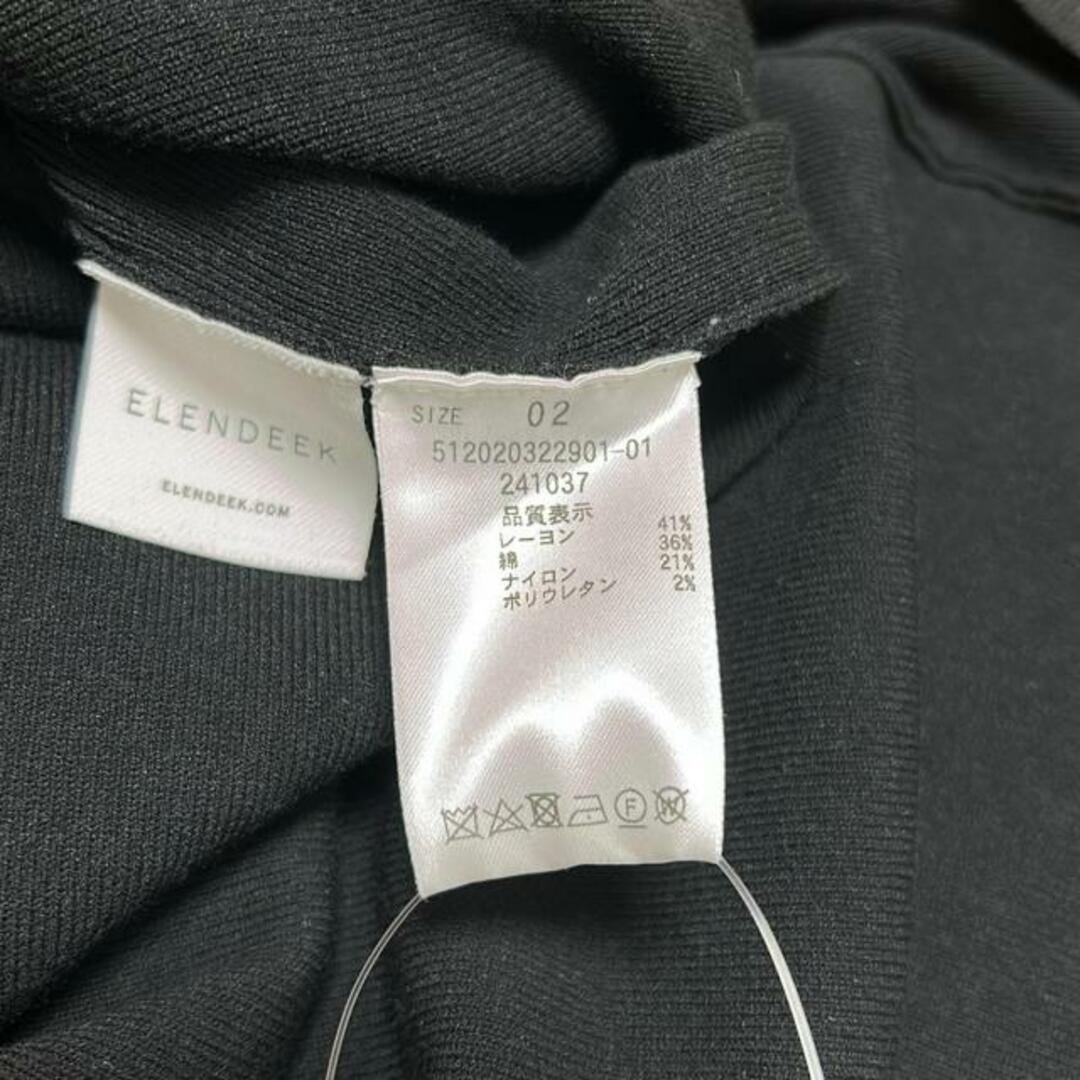 ELENDEEK
ELENDEEK.COM
SIZE 02
512020322901-01
241037
品質表示
レーヨン 41%
綿 36%
ナイロン 21%
ポリウレタン 2%
F
W